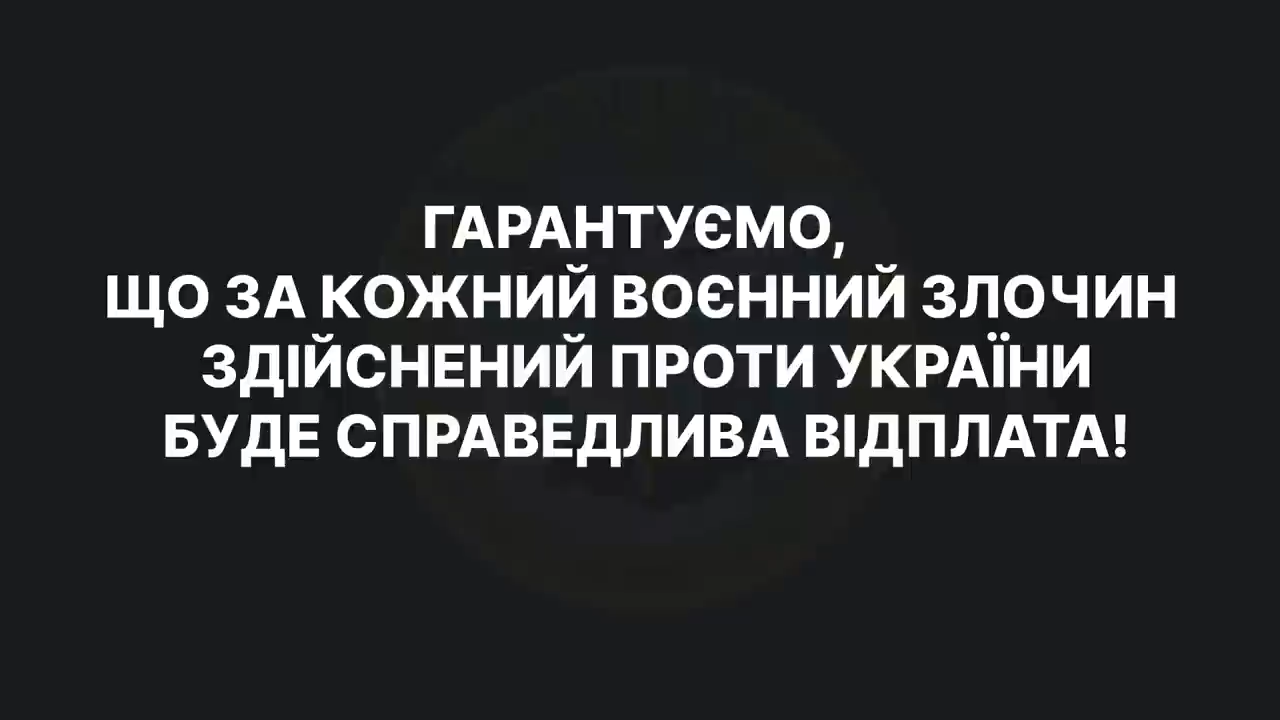 ГАРАНТУЄМО,
ЩО ЗА КОЖНИЙ ВОЄННИЙ ЗЛОЧИН
ЗДІЙСНЕНИЙ ПРОТИ УКРАЇНИ
БУДЕ СПРАВЕДЛИВА ВІДПЛАТА!